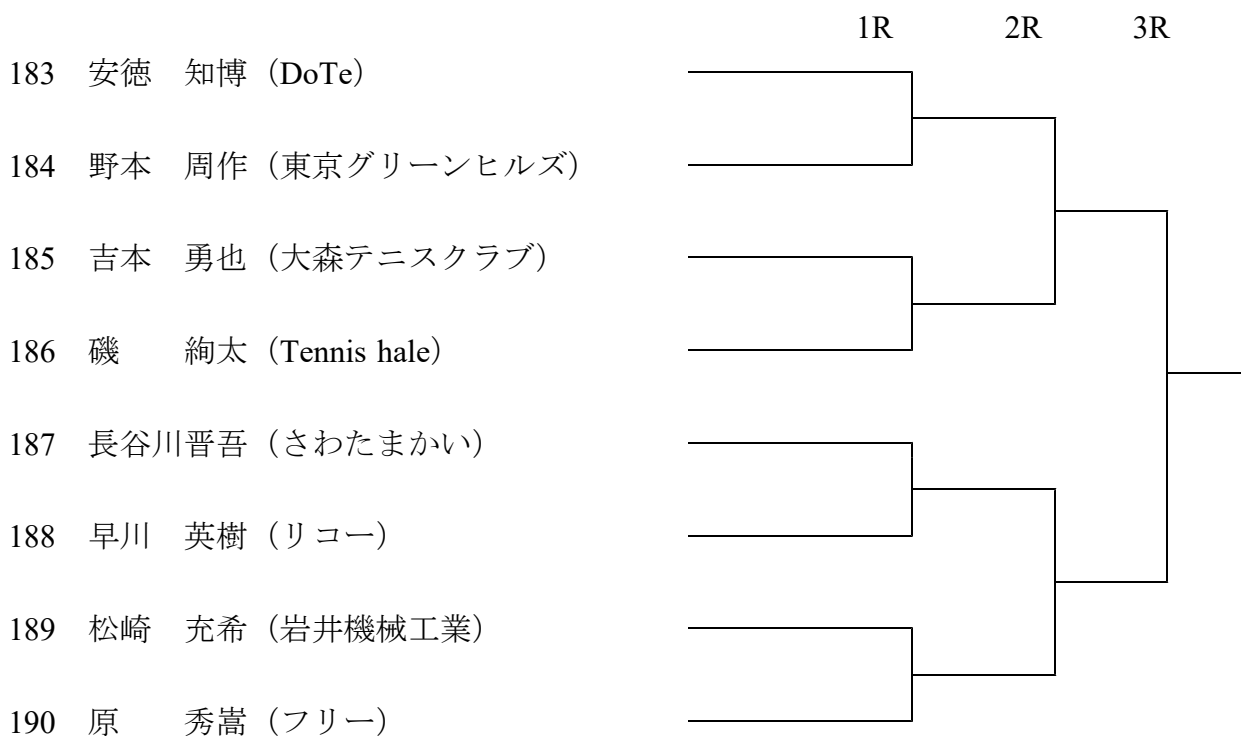 1R 2R 3R
183 安徳　知博（DoTe）
184 野本　周作（東京グリーンヒルズ）
185 吉本　勇也（大森テニスクラブ）
186 磯　　絢太（Tennis hale）
187 長谷川晋吾（さわたまかい）
188 早川　英樹（リコー）
189 松崎　充希（岩井機械工業）
190 原　　秀嵩（フリー）